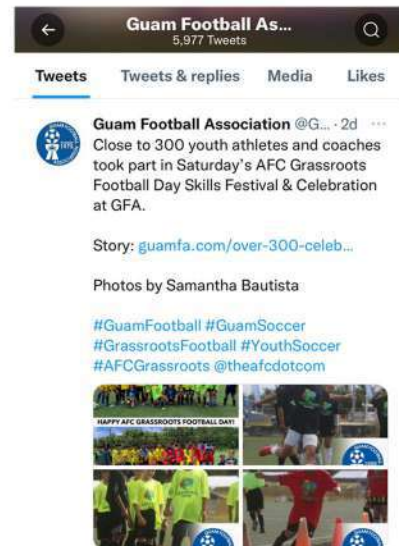 Guam Football As...
5,977 Tweets
Tweets Tweets & replies Media Likes
Guam Football Association @G... · 2d
Close to 300 youth athletes and coaches
took part in Saturday's AFC Grassroots
Football Day Skills Festival & Celebration
at GFA.
Story: guamfa.com/over-300-celeb...
Photos by Samantha Bautista
#GuamFootball #GuamSoccer
#GrassrootsFootball #YouthSoccer
#AFCGrassroots @theafcdotcom
HAPPY AFC GRASSROOTS FOOTBALL DAY!